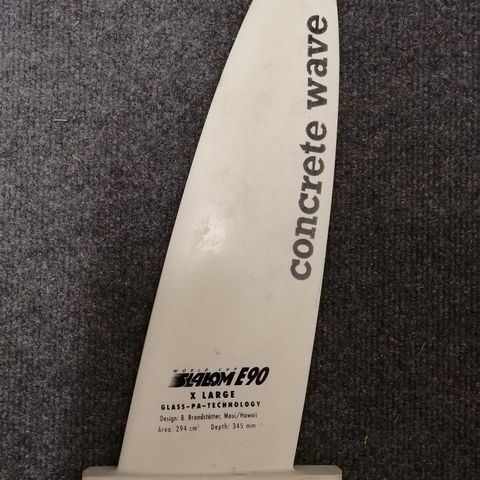 concrete wave
WORLD CUP
SLALOM E90
X LARGE
GLASS-PA-TECHNOLOGY
Design: B. Brandstätter, Maui/Hawaii
Area: 294 cm² Depth: 345 mm